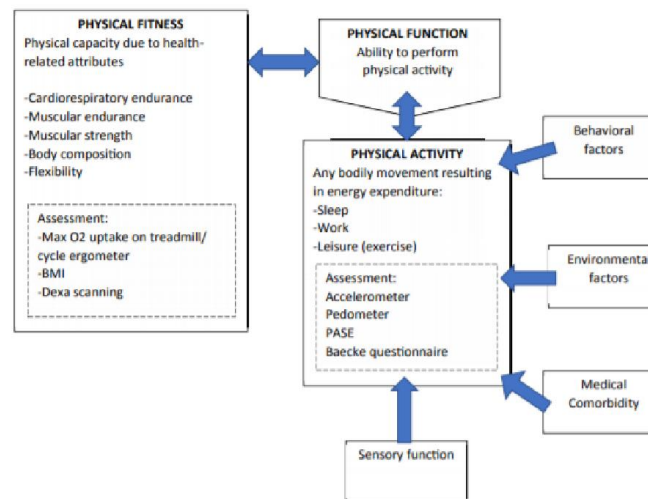 PHYSICAL FITNESS
Physical capacity due to health-
related attributes
-Cardiorespiratory endurance
-Muscular endurance
-Muscular strength
-Body composition
-Flexibility
Assessment:
-Max O2 uptake on treadmill/
cycle ergometer
-BMI
-Dexa scanning
PHYSICAL FUNCTION
Ability to perform
physical activity
PHYSICAL ACTIVITY
Any bodily movement resulting
in energy expenditure:
-Sleep
-Work
-Leisure (exercise)
Assessment:
Accelerometer
Pedometer
PASE
Baecke questionnaire
Behavioral
factors
Environmenta
factors
Medical
Comorbidity
Sensory function